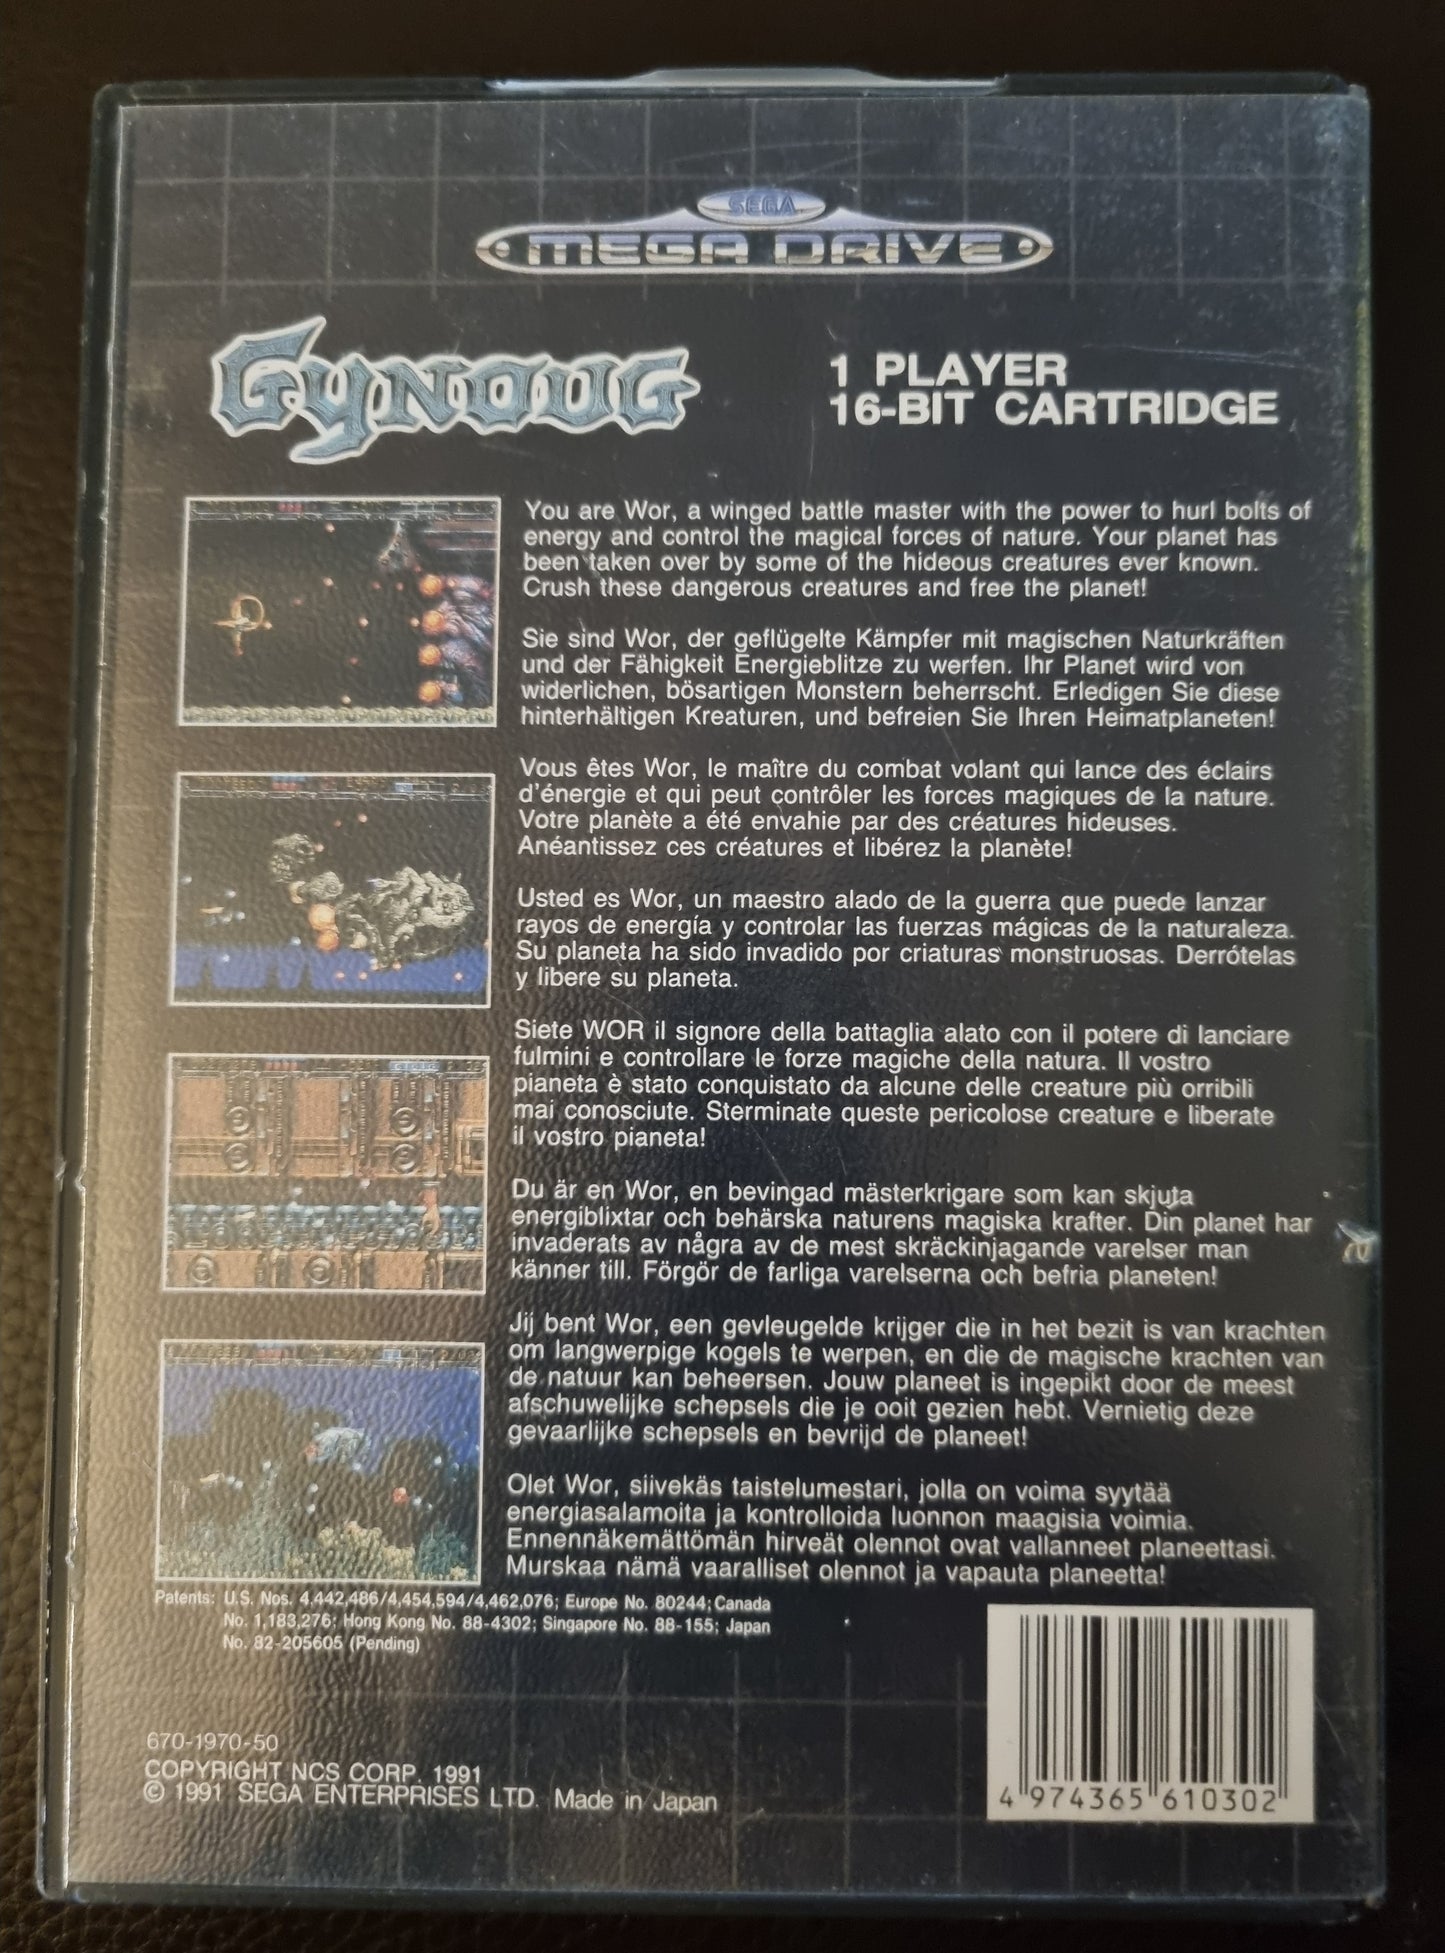 SEGA
MEGA DRIVE
GYNOUG
1 PLAYER
16-BIT CARTRIDGE
You are Wor, a winged battle master with the power to hurl bolts of
energy and control the magical forces of nature. Your planet has
been taken over by some of the hideous creatures ever known.
Crush these dangerous creatures and free the planet!
Sie sind Wor, der geflügelte Kämpfer mit magischen Naturkräften
und der Fähigkeit Energieblitze zu werfen. Ihr Planet wird von
widerlichen, bösartigen Monstern beherrscht. Erledigen Sie diese
hinterhältigen Kreaturen, und befreien Sie Ihren Heimatplaneten!
Vous êtes Wor, le maître du combat volant qui lance des éclairs
d'énergie et qui peut contrôler les forces magiques de la nature.
Votre planète a été envahie par des créatures hideuses.
Anéantissez ces créatures et libérez la planète!
Usted es Wor, un maestro alado de la guerra que puede lanzar
rayos de energía y controlar las fuerzas mágicas de la naturaleza.
Su planeta ha sido invadido por criaturas monstruosas. Derrótelas
y libere su planeta.
Siete WOR il signore della battaglia alato con il potere di lanciare
fulmini e controllare le forze magiche della natura. Il vostro
pianeta è stato conquistato da alcune delle creature più orribili
mai conosciute. Sterminate queste pericolose creature e liberate
il vostro pianeta!
Du är en Wor, en bevingad mästerkrigare som kan skjuta
energiblixtar och behärska naturens magiska krafter. Din planet har
invaderats av några av de mest skräckinjagande varelser man
känner till. Förgör de farliga varelserna och befria planeten!
Jij bent Wor, een gevleugelde krijger die in het bezit is van krachten
om langwerpige kogels te werpen, en die de magische krachten van
de natuur kan beheersen. Jouw planeet is ingepikt door de meest
afschuwelijke schepsels die je ooit gezien hebt. Vernietig deze
gevaarlijke schepsels en bevrijd de planeet!
Olet Wor, siivekäs taistelumestari, jolla on voima syytää
energiasalamoita ja kontrolloida luonnon maagisia voimia.
Ennennäkemättömän hirveät olennot ovat vallanneet planeettasi.
Murskaa nämä vaaralliset olennot ja vapauta planeetta!
Patents: U.S. Nos. 4,442,486/4,454,594/4,462,076; Europe No. 80244; Canada
No. 1,183,276; Hong Kong No. 88-4302; Singapore No. 88-155; Japan
No. 82-205605 (Pending)
670-1970-50
COPYRIGHT NCS CORP. 1991
© 1991 SEGA ENTERPRISES LTD. Made in Japan
4 974365 610302